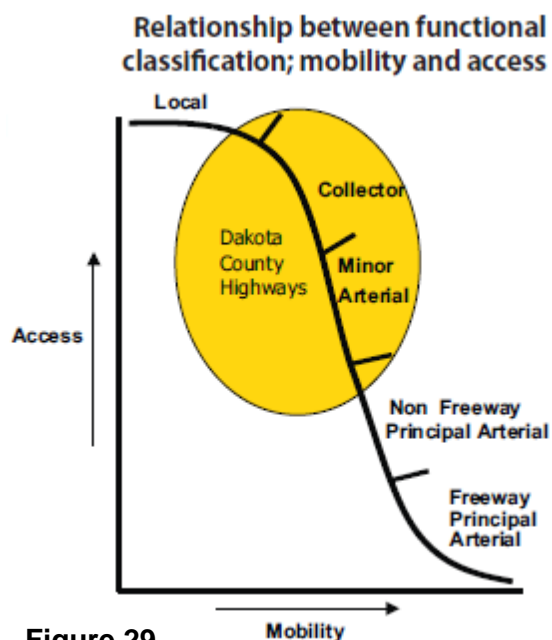 Relationship between functional
classification; mobility and access
Local
Collector
Dakota
County
Highways
Minor
Arterial
Access
Non Freeway
Principal Arterial
Freeway
Principal
Arterial
Mobility
Figure 29